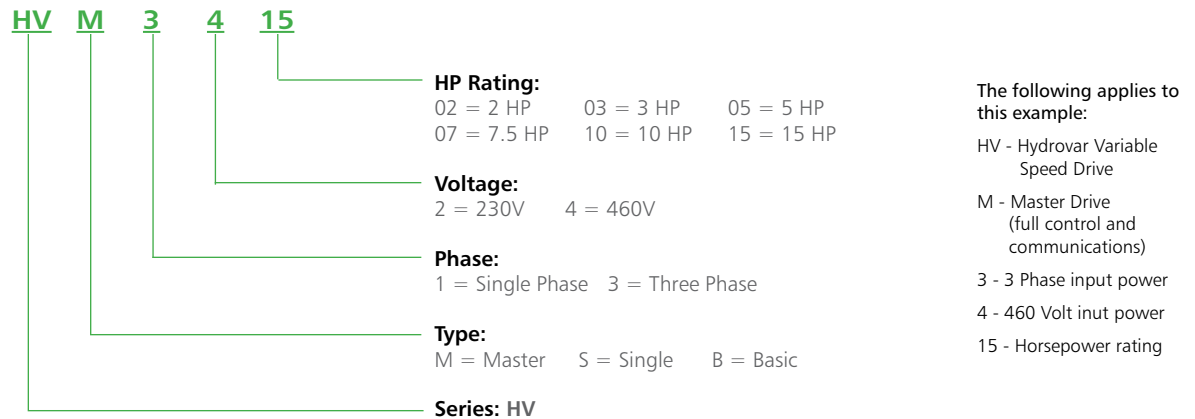 HV M 3 4 15
HP Rating:
02 = 2 HP 03 = 3 HP 05 = 5 HP
07 = 7.5 HP 10 = 10 HP 15 = 15 HP
Voltage:
2 = 230V 4 = 460V
Phase:
1 = Single Phase 3 = Three Phase
Type:
M = Master S = Single B = Basic
Series: HV
The following applies to
this example:
HV - Hydrovar Variable
Speed Drive
M - Master Drive
(full control and
communications)
3 - 3 Phase input power
4 - 460 Volt inut power
15 - Horsepower rating